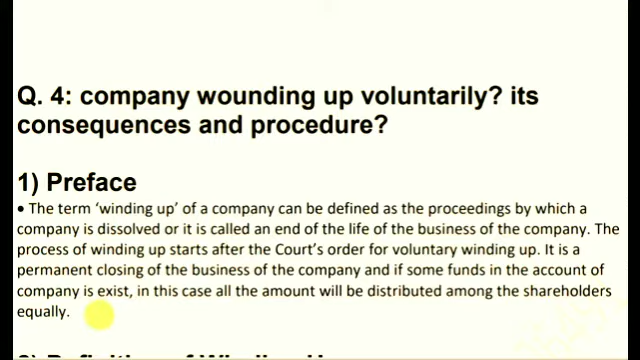 Q. 4: company wounding up voluntarily? its
consequences and procedure?
1) Preface
• The term ‘winding up’ of a company can be defined as the proceedings by which a
company is dissolved or it is called an end of the life of the business of the company. The
process of winding up starts after the Court’s order for voluntary winding up. It is a
permanent closing of the business of the company and if some funds in the account of
company is exist, in this case all the amount will be distributed among the shareholders
equally.